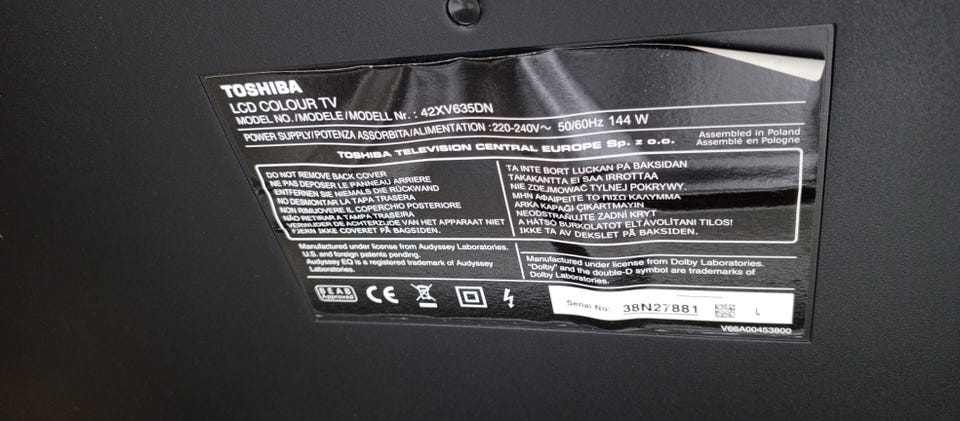 TOSHIBA
LCD COLOUR TV
MODEL NO./MODELE/MODELL Nr. : 42XV635DN
POWER SUPPLY/POTENZA ASSORBITA/ALIMENTATION :220-240V~ 50/60Hz 144 W
Assembled in Poland
Assemblé en Pologne
TOSHIBA TELEVISION CENTRAL EUROPE Sp. z o.o.
DO NOT REMOVE BACK COVER
NE PAS DEPOSER LE PANNEAU ARRIERE
ENTFERNEN SIE NIEMALS DIE RÜCKWAND
NO DESMONTAR LA TAPA TRASERA
NON RIMUOVERE IL COPERCHIO POSTERIORE
NÃO RETIRAR A TAMPA TRASEIRA
VERWIJDER DE ACHTERZIJDE VAN HET APPARAAT NIET
FJERN IKKE COVERET PÅ BAGSIDEN.
TA INTE BORT LUCKAN PÅ BAKSIDAN
TAKAKANTTA EI SAA IRROTTAA
NIE ZDEJMOWAĆ TYLNEJ POKRYWY.
ΜΗΝ ΑΦΑΙΡΕΙΤΕ ΤΟ ΠΙΣΩ ΚΑΛΥΜΜΑ
ARKA KAPAĞI ÇIKARTMAYIN
NEODSTRAŇUJTE ZADNÍ KRYT
A HÁTSÓ BURKOLATOT ELTÁVOLÍTANI TILOS!
IKKE TA AV DEKSLET PÅ BAKSIDEN.
Manufactured under license from Audyssey Laboratories.
U.S. and foreign patents pending.
Audyssey EQ is a registered trademark of Audyssey
Laboratories.
Manufactured under license from Dolby Laboratories.
"Dolby" and the double-D symbol are trademarks of
Dolby Laboratories.
BEAB
Approved
CE
Serial No: 38N27881 L
V66A00453800